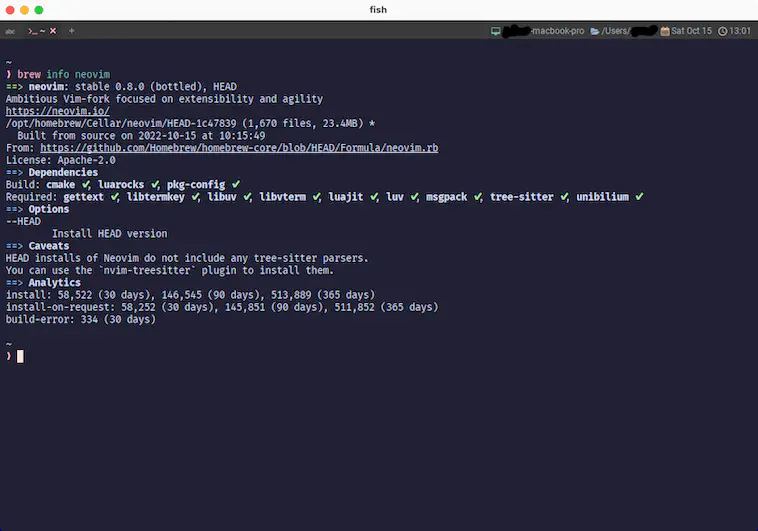 fish
abc >_ ~ × +
-macbook-pro /Users/ Sat Oct 15 13:01
~
❯ brew info neovim
==> neovim: stable 0.8.0 (bottled), HEAD
Ambitious Vim-fork focused on extensibility and agility
https://neovim.io/
/opt/homebrew/Cellar/neovim/HEAD-1c47839 (1,670 files, 23.4MB) *
  Built from source on 2022-10-15 at 10:15:49
From: https://github.com/Homebrew/homebrew-core/blob/HEAD/Formula/neovim.rb
License: Apache-2.0
==> Dependencies
Build: cmake ✔, luarocks ✔, pkg-config ✔
Required: gettext ✔, libtermkey ✔, libuv ✔, libvterm ✔, luajit ✔, luv ✔, msgpack ✔, tree-sitter ✔, unibilium ✔
==> Options
--HEAD
        Install HEAD version
==> Caveats
HEAD installs of Neovim do not include any tree-sitter parsers.
You can use the `nvim-treesitter` plugin to install them.
==> Analytics
install: 58,522 (30 days), 146,545 (90 days), 513,889 (365 days)
install-on-request: 58,252 (30 days), 145,851 (90 days), 511,852 (365 days)
build-error: 334 (30 days)
~
❯